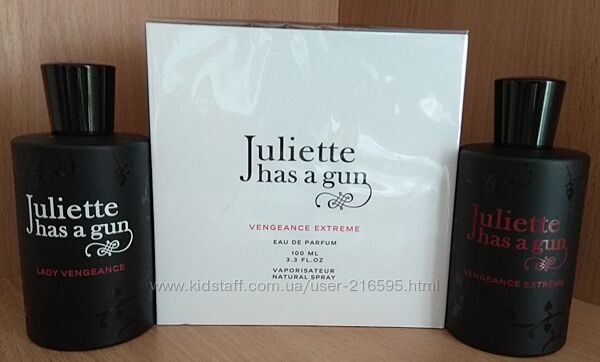 Juliette
has a gun
LADY VENGEANCE
Juliette
has a gun
VENGEANCE EXTREME
EAU DE PARFUM
100 ML
3.3 FL.OZ
VAPORISATEUR
NATURAL SPRAY
Juliette
has a gun
VENGEANCE EXTREME
www.kidstaff.com.ua/user-216595.html